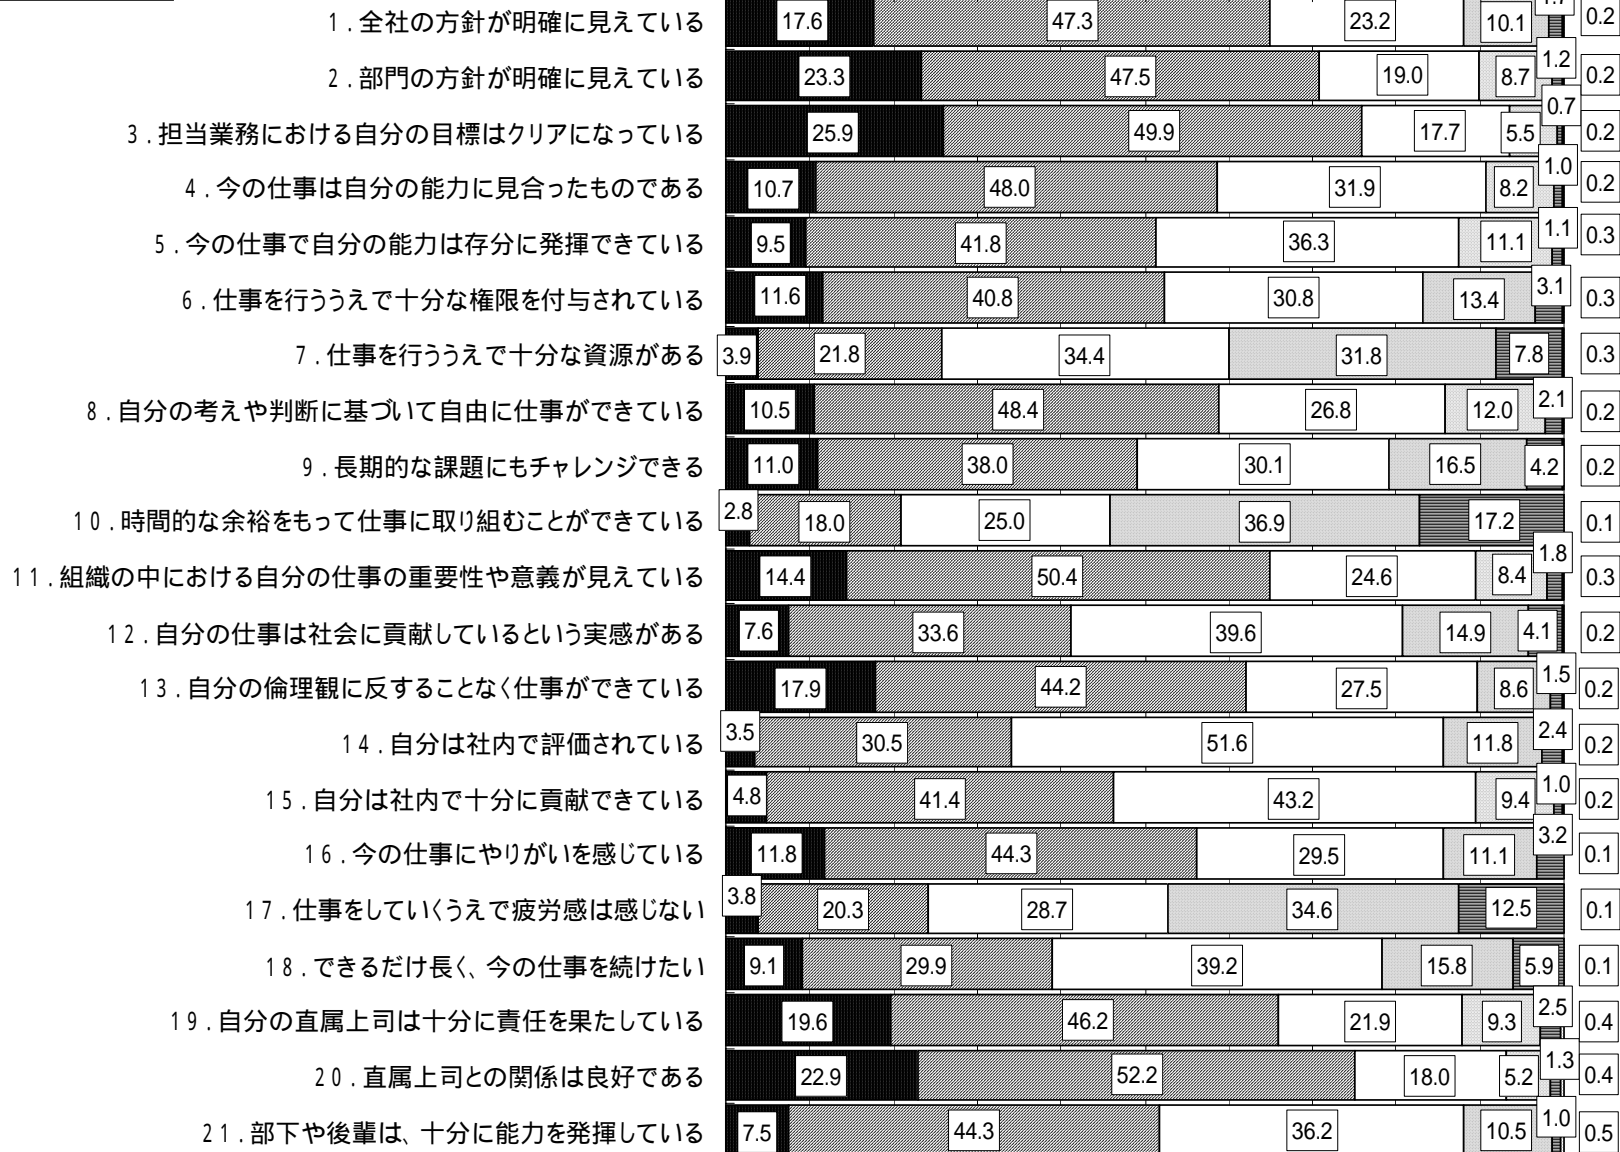 1.全社の方針が明確に見えている 17.6 47.3 23.2 10.1 0.2
2.部門の方針が明確に見えている 23.3 47.5 19.0 8.7 1.2 0.2
3.担当業務における自分の目標はクリアになっている 25.9 49.9 17.7 5.5 0.7 0.2
4.今の仕事は自分の能力に見合ったものである 10.7 48.0 31.9 8.2 1.0 0.2
5.今の仕事で自分の能力は存分に発揮できている 9.5 41.8 36.3 11.1 1.1 0.3
6.仕事を行ううえで十分な権限を付与されている 11.6 40.8 30.8 13.4 3.1 0.3
7.仕事を行ううえで十分な資源がある 3.9 21.8 34.4 31.8 7.8 0.3
8.自分の考えや判断に基づいて自由に仕事ができている 10.5 48.4 26.8 12.0 2.1 0.2
9.長期的な課題にもチャレンジできる 11.0 38.0 30.1 16.5 4.2 0.2
10.時間的な余裕をもって仕事に取り組むことができている 2.8 18.0 25.0 36.9 17.2 0.1
11.組織の中における自分の仕事の重要性や意義が見えている 14.4 50.4 24.6 8.4 1.8 0.3
12.自分の仕事は社会に貢献しているという実感がある 7.6 33.6 39.6 14.9 4.1 0.2
13.自分の倫理観に反することなく仕事ができている 17.9 44.2 27.5 8.6 1.5 0.2
14.自分は社内で評価されている 3.5 30.5 51.6 11.8 2.4 0.2
15.自分は社内で十分に貢献できている 4.8 41.4 43.2 9.4 1.0 0.2
16.今の仕事にやりがいを感じている 11.8 44.3 29.5 11.1 3.2 0.1
17.仕事をしていくうえで疲労感は感じない 3.8 20.3 28.7 34.6 12.5 0.1
18.できるだけ長く、今の仕事を続けたい 9.1 29.9 39.2 15.8 5.9 0.1
19.自分の直属上司は十分に責任を果たしている 19.6 46.2 21.9 9.3 2.5 0.4
20.直属上司との関係は良好である 22.9 52.2 18.0 5.2 1.3 0.4
21.部下や後輩は、十分に能力を発揮している 7.5 44.3 36.2 10.5 1.0 0.5